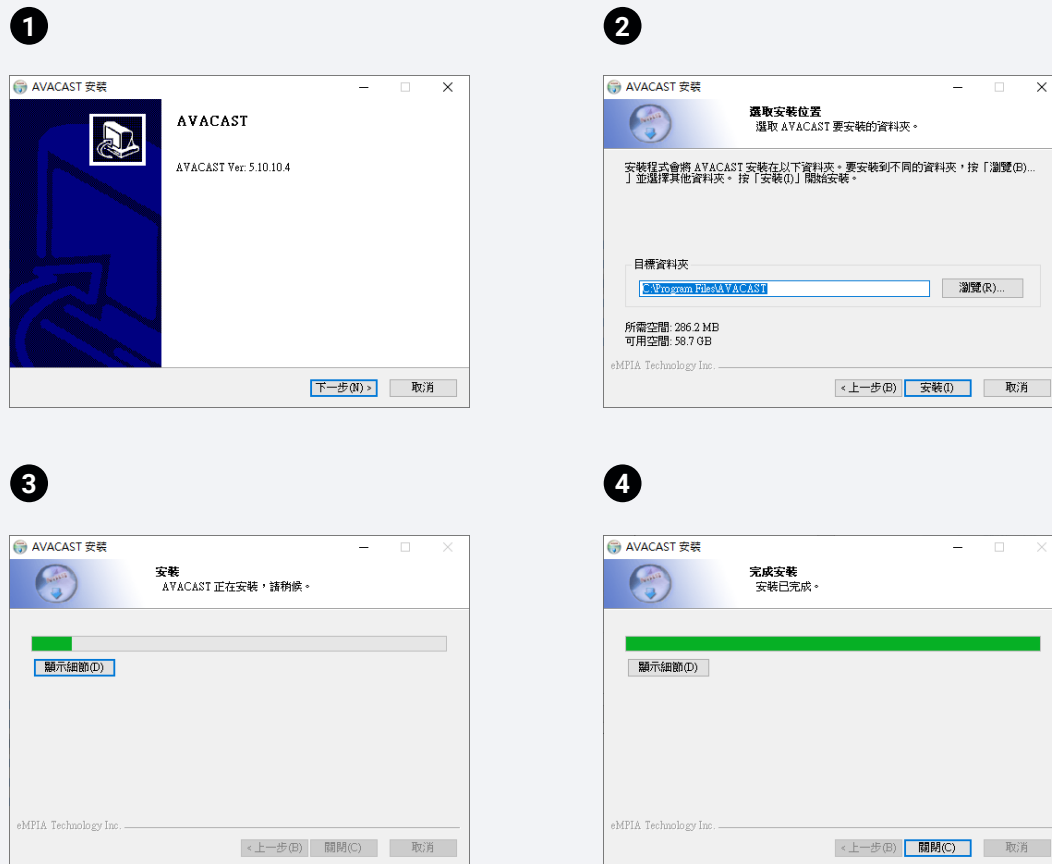 1
AVACAST 安裝
AVACAST
AVACAST Ver: 5.10.10.4
下一步(N) >
取消
2
AVACAST 安裝
選取安裝位置
選取 AVACAST 要安裝的資料夾。
安裝程式會將 AVACAST 安裝在以下資料夾。要安裝到不同的資料夾，按「瀏覽(B)...
」並選擇其他資料夾。 按「安裝(I)」開始安裝。
目標資料夾
C:\Program Files\AVACAST
瀏覽(R)...
所需空間: 286.2 MB
可用空間: 58.7 GB
eMPIA Technology Inc.
< 上一步(B)
安裝(I)
取消
3
AVACAST 安裝
安裝
AVACAST 正在安裝，請稍候。
顯示細節(D)
eMPIA Technology Inc.
< 上一步(B)
關閉(C)
取消
4
AVACAST 安裝
完成安裝
安裝已完成。
顯示細節(D)
eMPIA Technology Inc.
< 上一步(B)
關閉(C)
取消